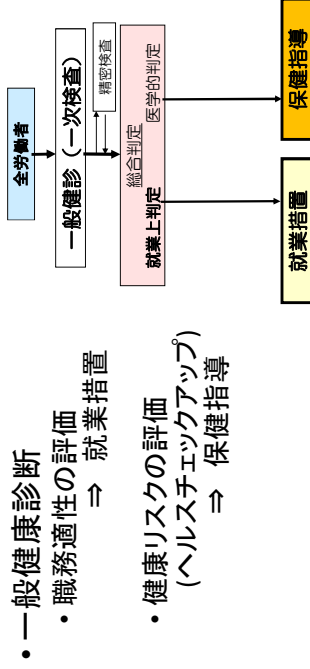 ・一般健康診断
・職務適性の評価
⇒ 就業措置
・健康リスクの評価
(ヘルスチェックアップ)
⇒ 保健指導
全労働者
一般健診（一次検査）
精密検査
総合判定
就業上判定 医学的判定
就業措置
保健指導